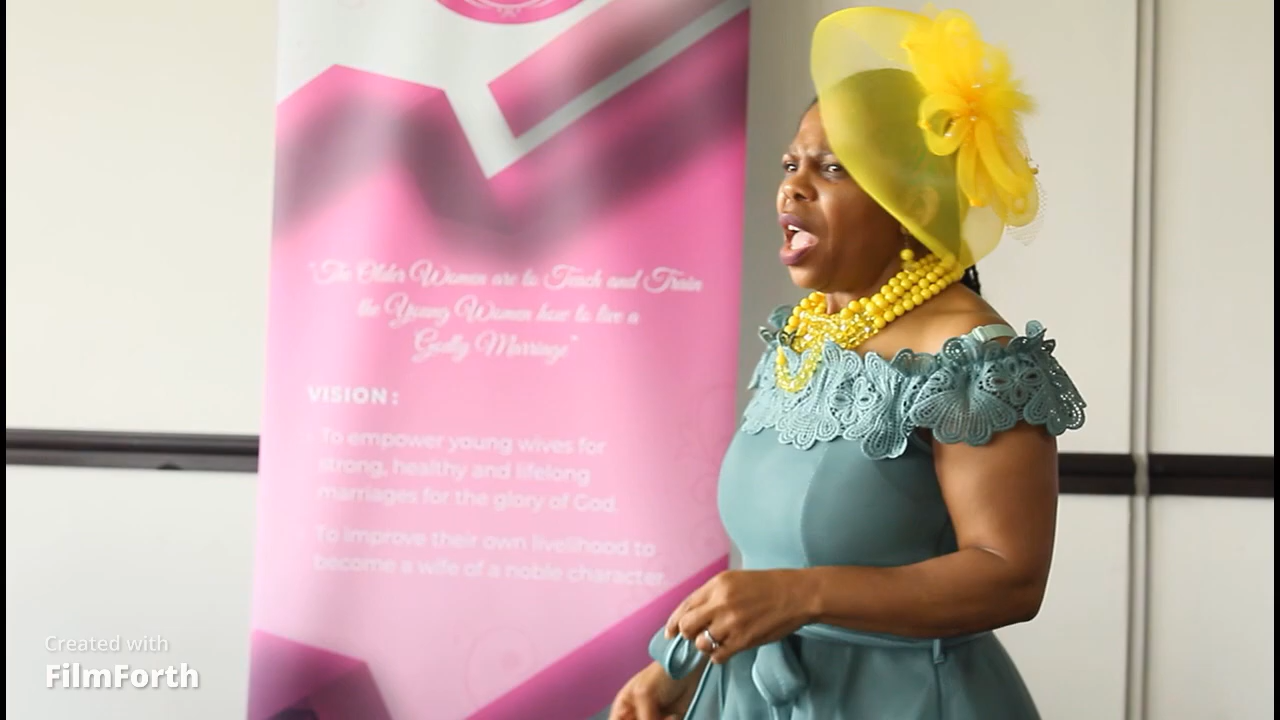 "The Older Women are to Teach and Train
the Young Women how to live a
Godly Marriage"
VISION:
To empower young wives for
strong, healthy and lifelong
marriages for the glory of God.
To improve their own livelihood to
become a wife of a noble character.
Created with
FilmForth